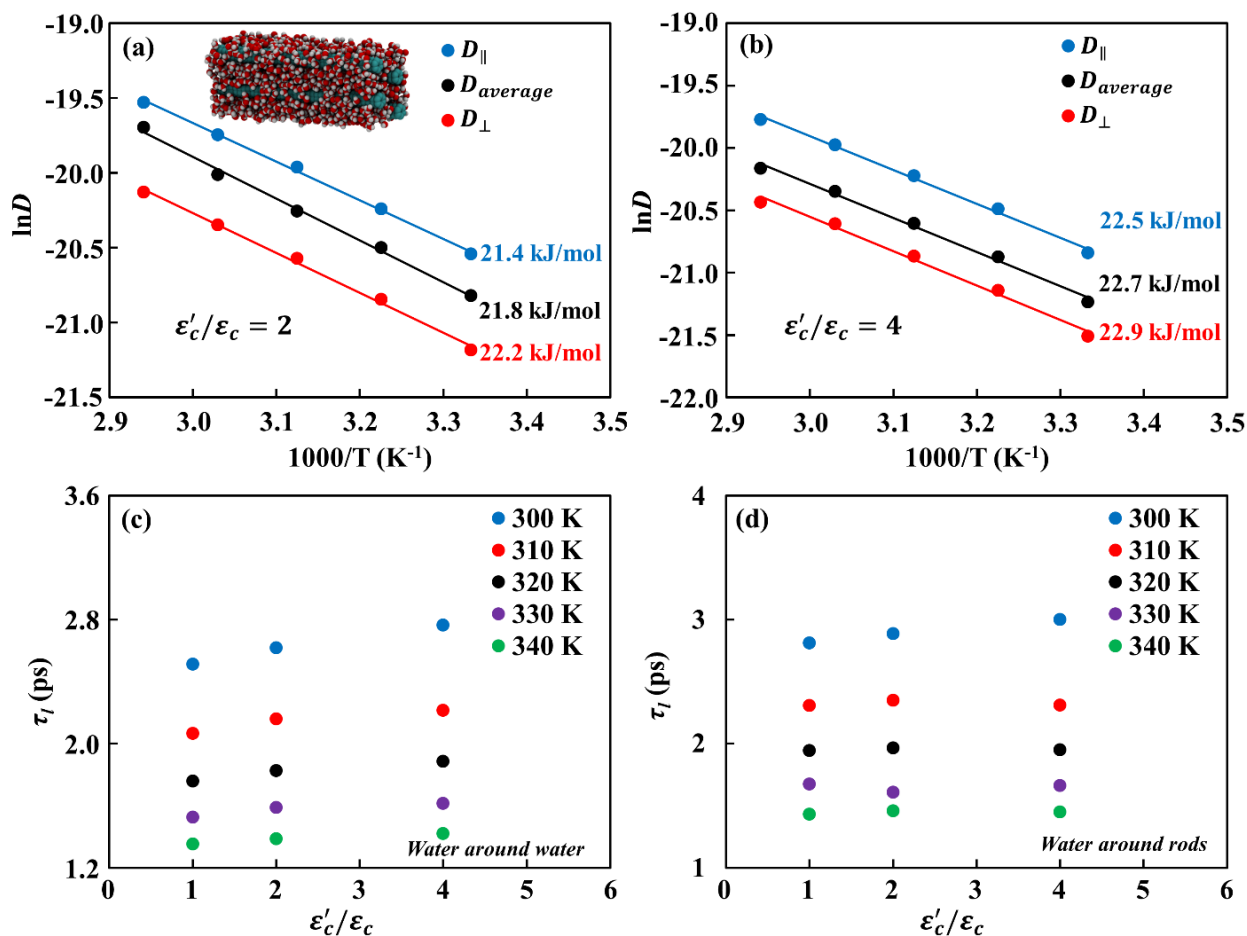 (a)
D∥
Daverage
D⊥
-19.0
-19.5
-20.0
-20.5
-21.0
-21.5
lnD
21.4 kJ/mol
21.8 kJ/mol
22.2 kJ/mol
ε′c/εc = 2
2.9 3.0 3.1 3.2 3.3 3.4 3.5
1000/T (K-1)
(b)
D∥
Daverage
D⊥
-19.0
-19.5
-20.0
-20.5
-21.0
-21.5
-22.0
lnD
22.5 kJ/mol
22.7 kJ/mol
22.9 kJ/mol
ε′c/εc = 4
2.9 3.0 3.1 3.2 3.3 3.4 3.5
1000/T (K-1)
(c)
300 K
310 K
320 K
330 K
340 K
3.6
2.8
2.0
1.2
τl (ps)
Water around water
0 1 2 3 4 5 6
ε′c/εc
(d)
300 K
310 K
320 K
330 K
340 K
4
3
2
1
τl (ps)
Water around rods
0 1 2 3 4 5 6
ε′c/εc